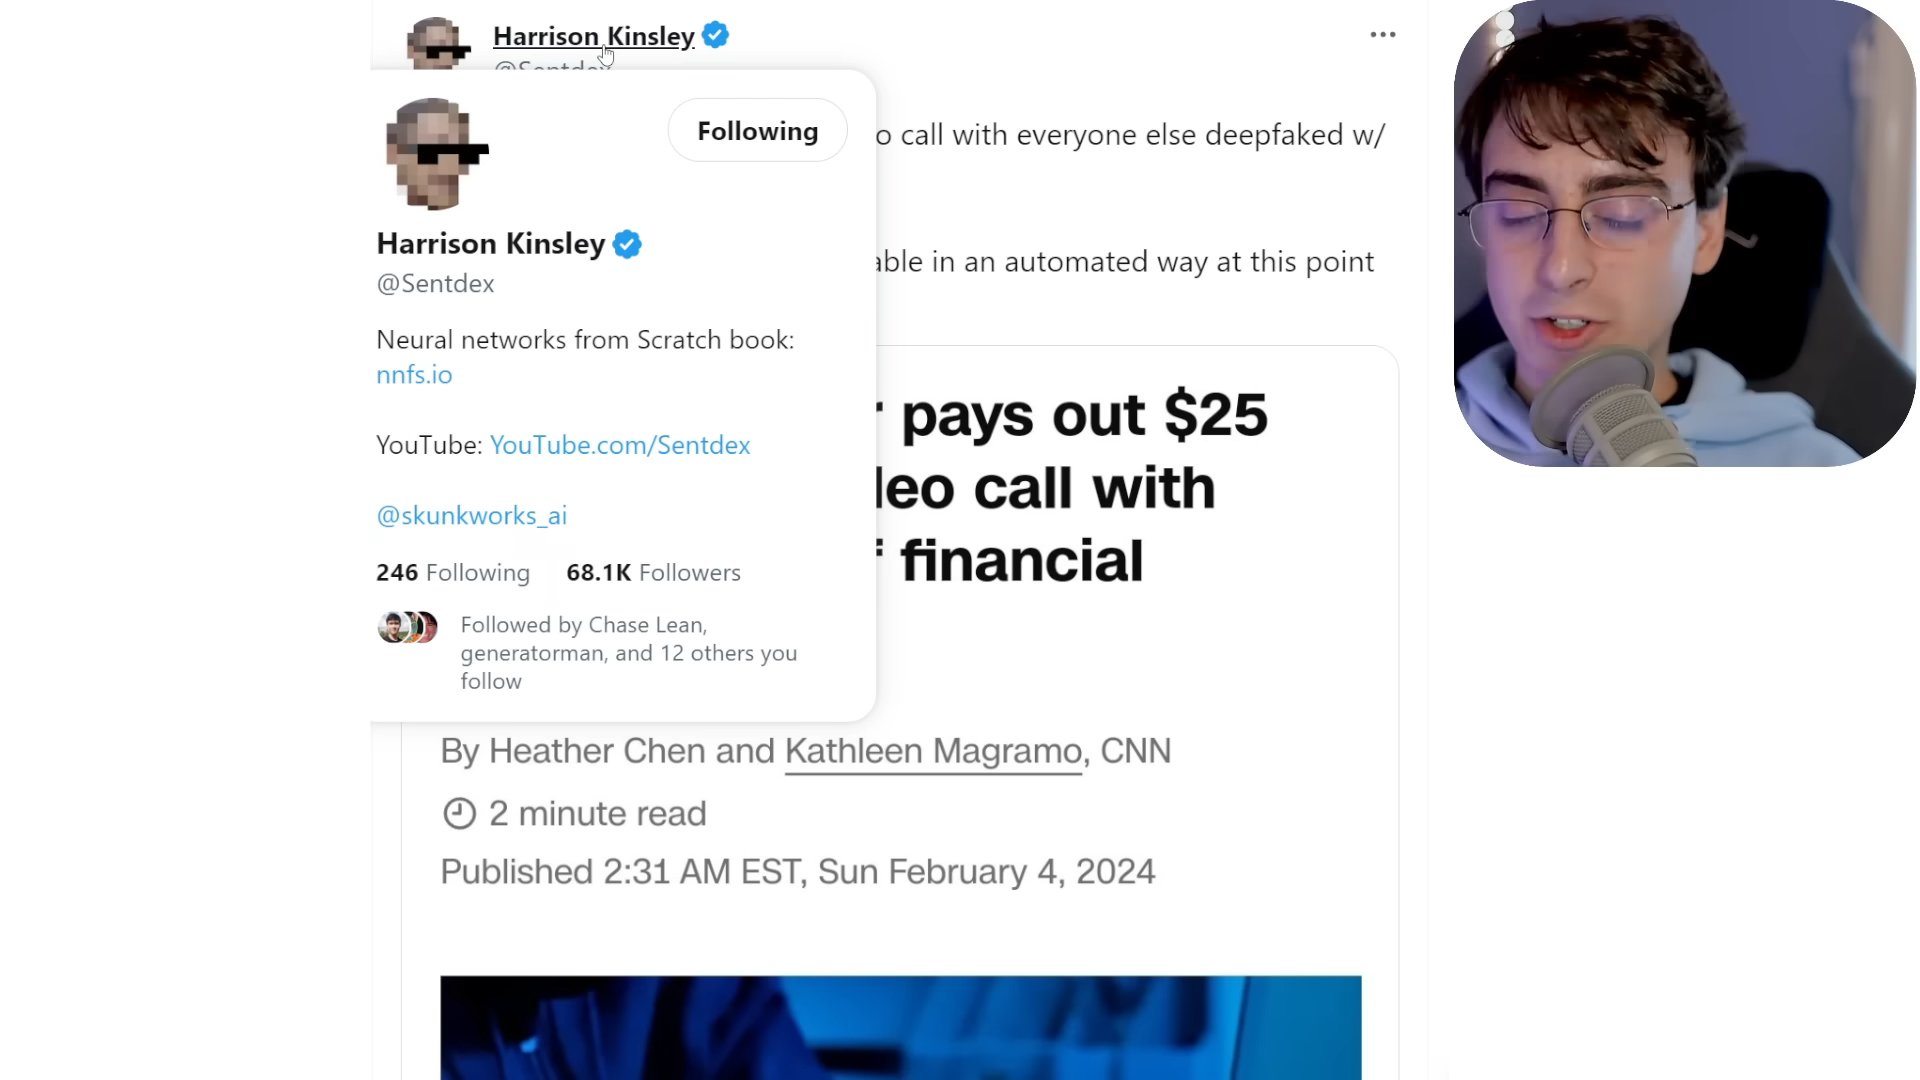 Harrison Kinsley
@Sentdex
Following
o call with everyone else deepfaked w/
Harrison Kinsley
@Sentdex
able in an automated way at this point
Neural networks from Scratch book:
nnfs.io
YouTube: YouTube.com/Sentdex
@skunkworks_ai
246 Following 68.1K Followers
Followed by Chase Lean,
generatorman, and 12 others you
follow
pays out $25
leo call with
financial
By Heather Chen and Kathleen Magramo, CNN
2 minute read
Published 2:31 AM EST, Sun February 4, 2024